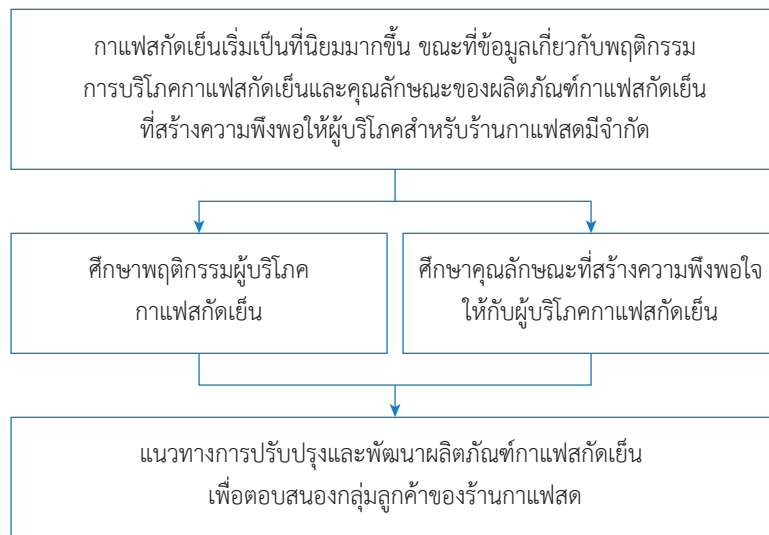 กาแฟสกัดเย็นเริ่มเป็นที่นิยมมากขึ้น ขณะที่ข้อมูลเกี่ยวกับพฤติกรรม
การบริโภคกาแฟสกัดเย็นและคุณลักษณะของผลิตภัณฑ์กาแฟสกัดเย็น
ที่สร้างความพึงพอให้ผู้บริโภคสำหรับร้านกาแฟสดมีจำกัด
ศึกษาพฤติกรรมผู้บริโภค
กาแฟสกัดเย็น
ศึกษาคุณลักษณะที่สร้างความพึงพอใจ
ให้กับผู้บริโภคกาแฟสกัดเย็น
แนวทางการปรับปรุงและพัฒนาผลิตภัณฑ์กาแฟสกัดเย็น
เพื่อตอบสนองกลุ่มลูกค้าของร้านกาแฟสด